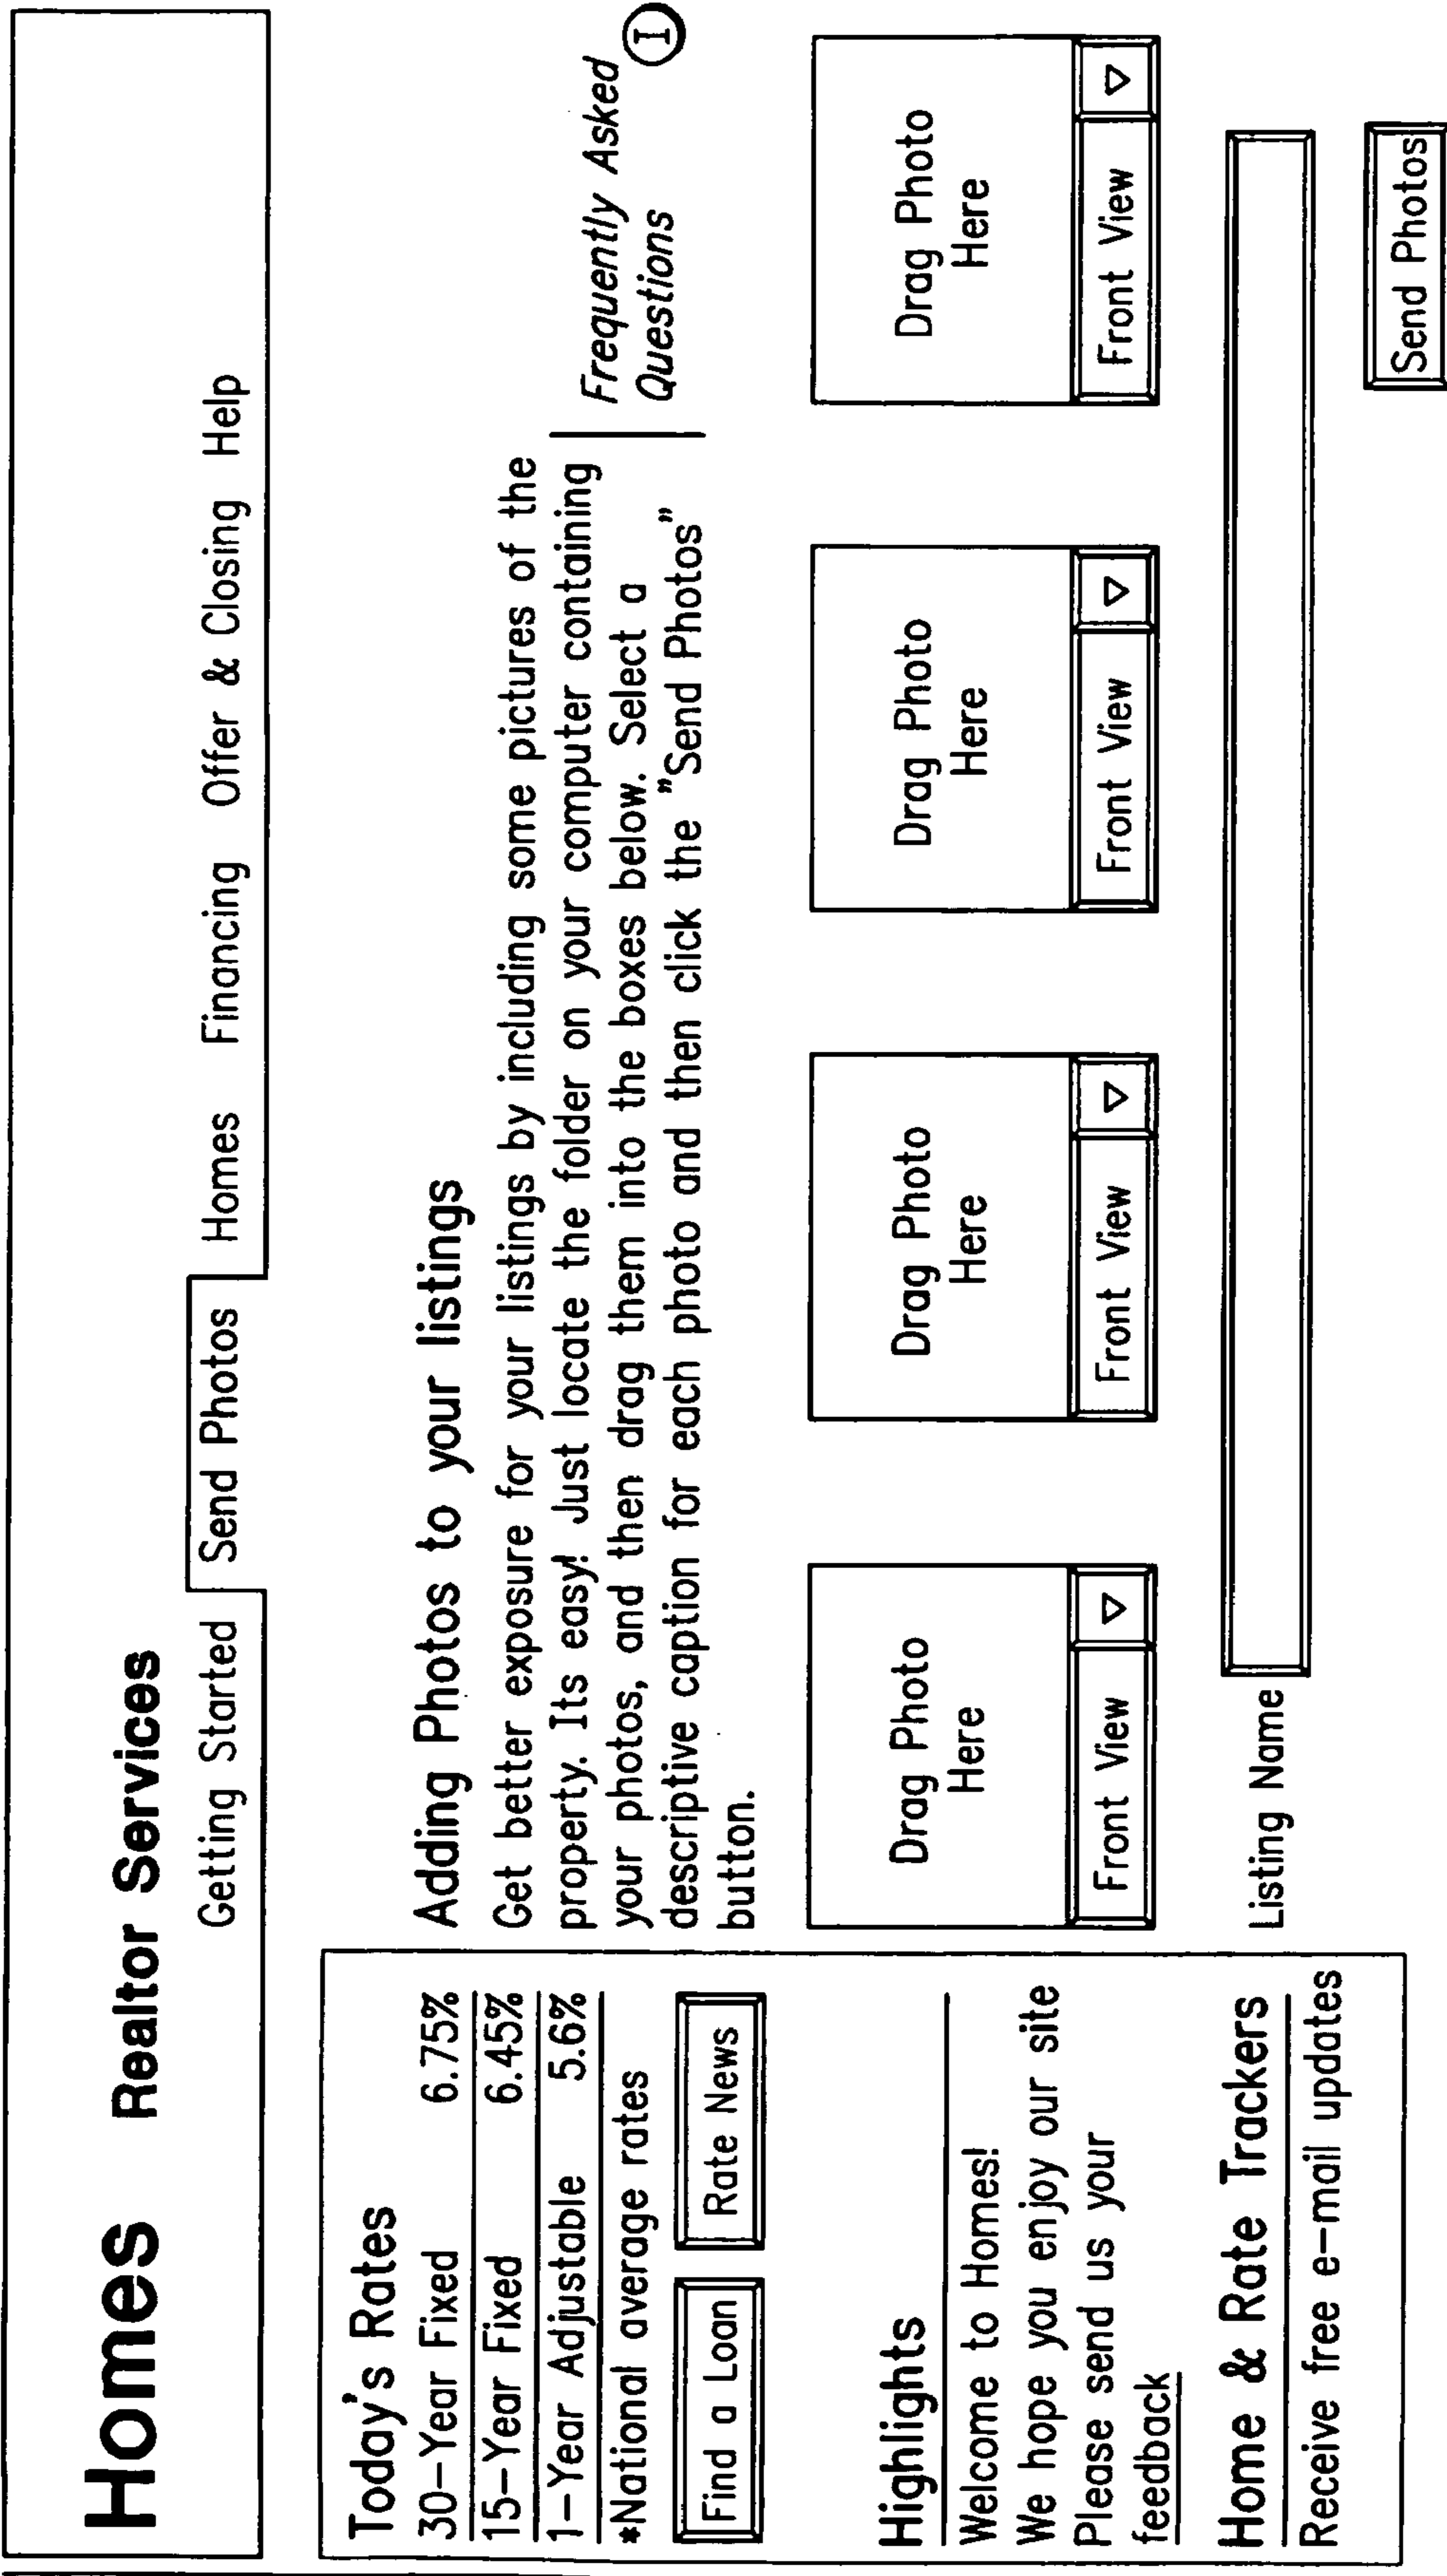 Homes Realtor Services
Getting Started Send Photos Homes Financing Offer & Closing Help
Today's Rates
30-Year Fixed 6.75%
15-Year Fixed 6.45%
1-Year Adjustable 5.6%
*National average rates
Find a Loan Rate News
Highlights
Welcome to Homes!
We hope you enjoy our site
Please send us your
feedback
Home & Rate Trackers
Receive free e-mail updates
Adding Photos to your listings
Get better exposure for your listings by including some pictures of the
property. Its easy! Just locate the folder on your computer containing
your photos, and then drag them into the boxes below. Select a
descriptive caption for each photo and then click the "Send Photos"
button.
Frequently Asked
Questions
I
Drag Photo
Here
Front View
Drag Photo
Here
Front View
Drag Photo
Here
Front View
Drag Photo
Here
Front View
Listing Name
Send Photos